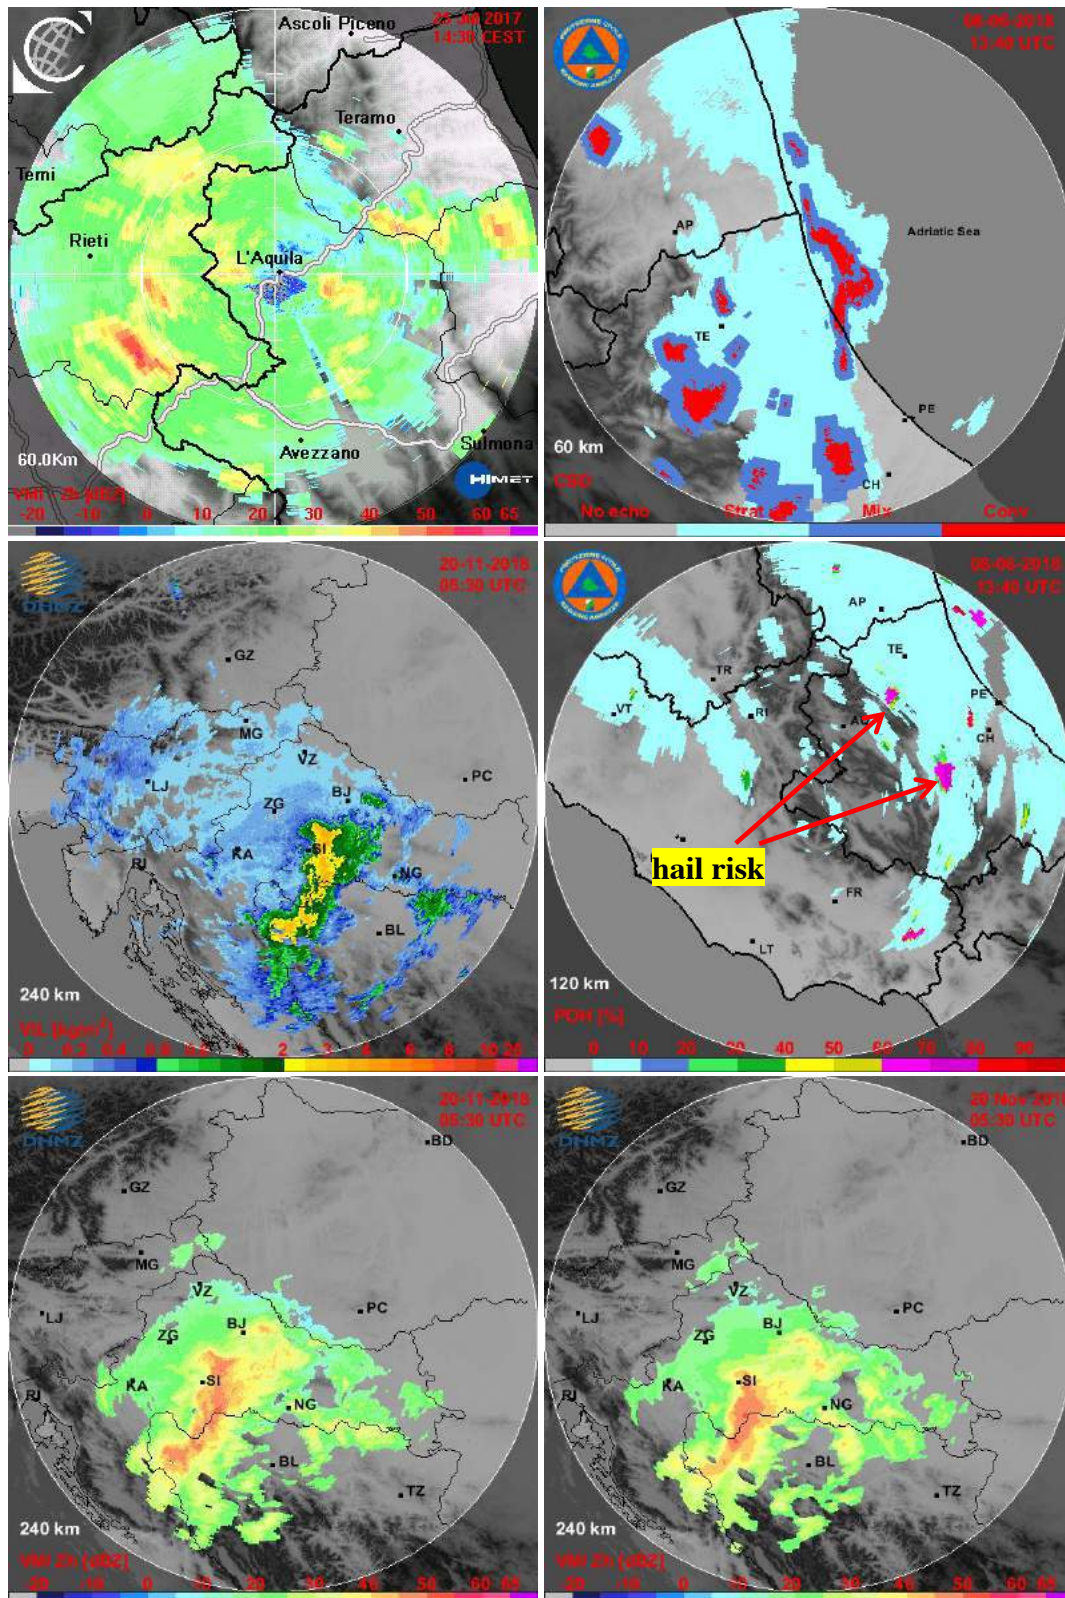 Ascoli Piceno
2017
14:30 CEST
Teramo
Terni
Rieti
L'Aquila
Avezzano
Sulmona
60.0Km
HIMET
VMI - Zh [dBZ]
-20 -10 0 10 20 30 40 50 60 65
08-06-2018
13:40 UTC
AP
Adriatic Sea
TE
PE
CH
60 km
No echo Strat Mix Conv
DHMZ
20-11-2018
05:30 UTC
GZ
MG
VZ
LJ
PC
ZG
BJ
KA
SI
RI
NG
BL
240 km
VIL [kg/m²]
08-06-2018
13:40 UTC
AP
TE
TR
VT
RI
PE
CH
hail risk
FR
LT
120 km
POH [%]
0 10 20 30 40 50 60 70 80 90
DHMZ
20-11-2018
05:30 UTC
BD
GZ
MG
VZ
LJ
PC
ZG
BJ
KA
SI
RJ
NG
BL
TZ
240 km
VMI Zh [dBZ]
-20 -10 0 10 20 30 40 50 60 65
DHMZ
20 Nov 2018
05:30 UTC
BD
GZ
MG
VZ
LJ
PC
ZG
BJ
KA
SI
RJ
NG
BL
TZ
240 km
VMI Zh [dBZ]
-20 -10 0 10 20 30 40 50 60 65